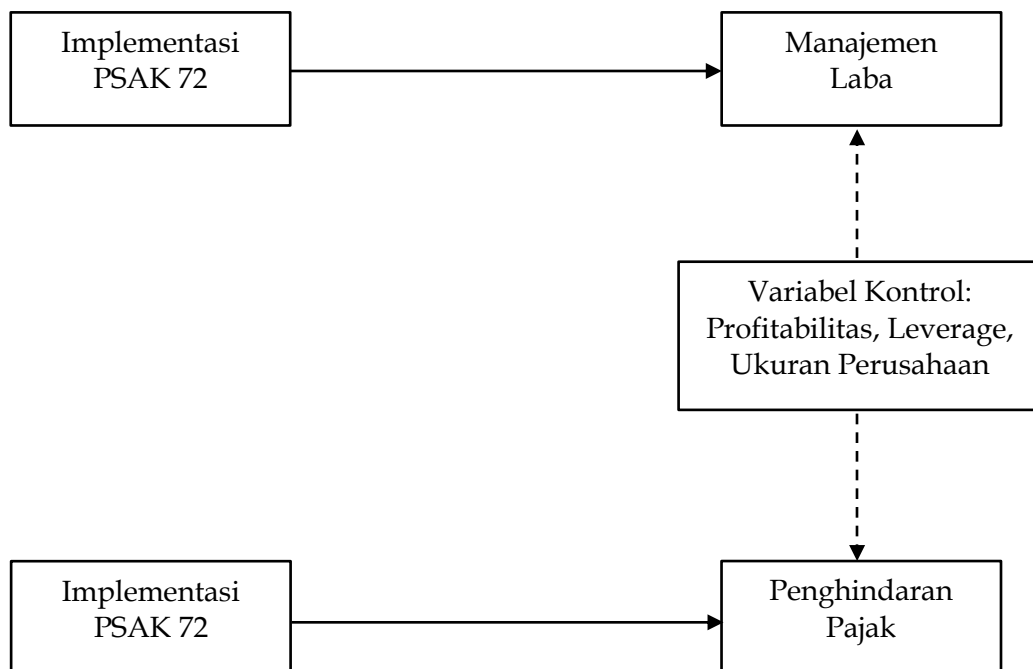 Implementasi
PSAK 72
Manajemen
Laba
Variabel Kontrol:
Profitabilitas, Leverage,
Ukuran Perusahaan
Implementasi
PSAK 72
Penghindaran
Pajak